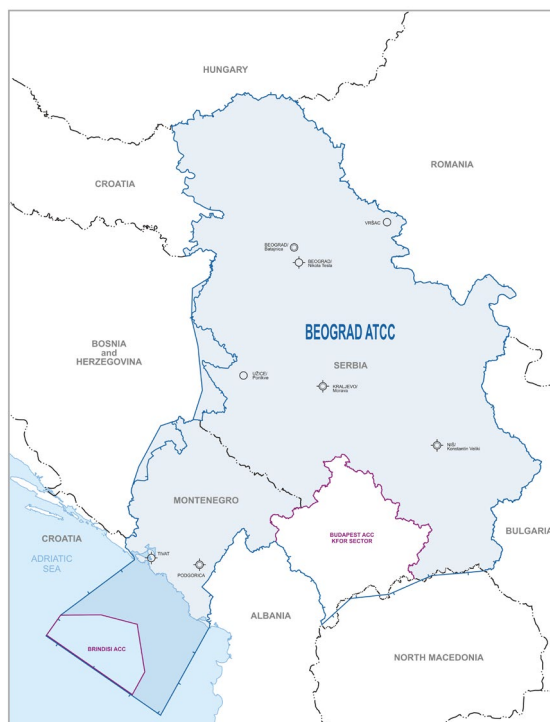 HUNGARY
ROMANIA
CROATIA
VRŠAC
BEOGRAD/
Batajnica
BEOGRAD/
Nikola Tesla
BEOGRAD ATCC
BOSNIA
and
HERZEGOVINA
SERBIA
UŽICE/
Ponikve
KRALJEVO/
Morava
NIŠ/
Konstantin Veliki
MONTENEGRO
BUDAPEST ACC
KFOR SECTOR
BULGARIA
CROATIA
ADRIATIC
SEA
TIVAT
PODGORICA
ALBANIA
BRINDISI ACC
NORTH MACEDONIA